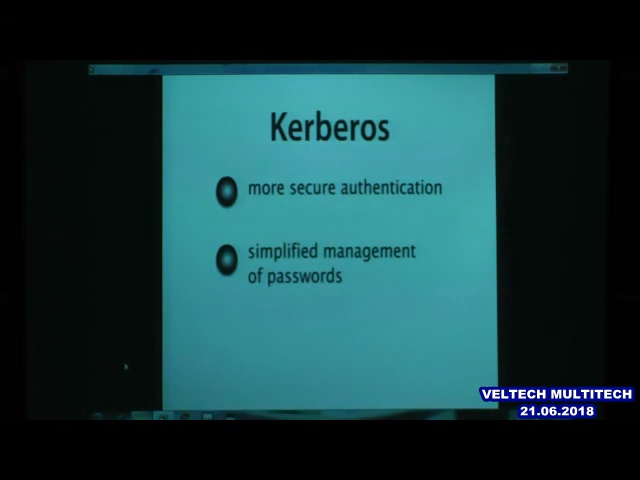 Kerberos
more secure authentication
simplified management
of passwords
VELTECH MULTITECH
21.06.2018